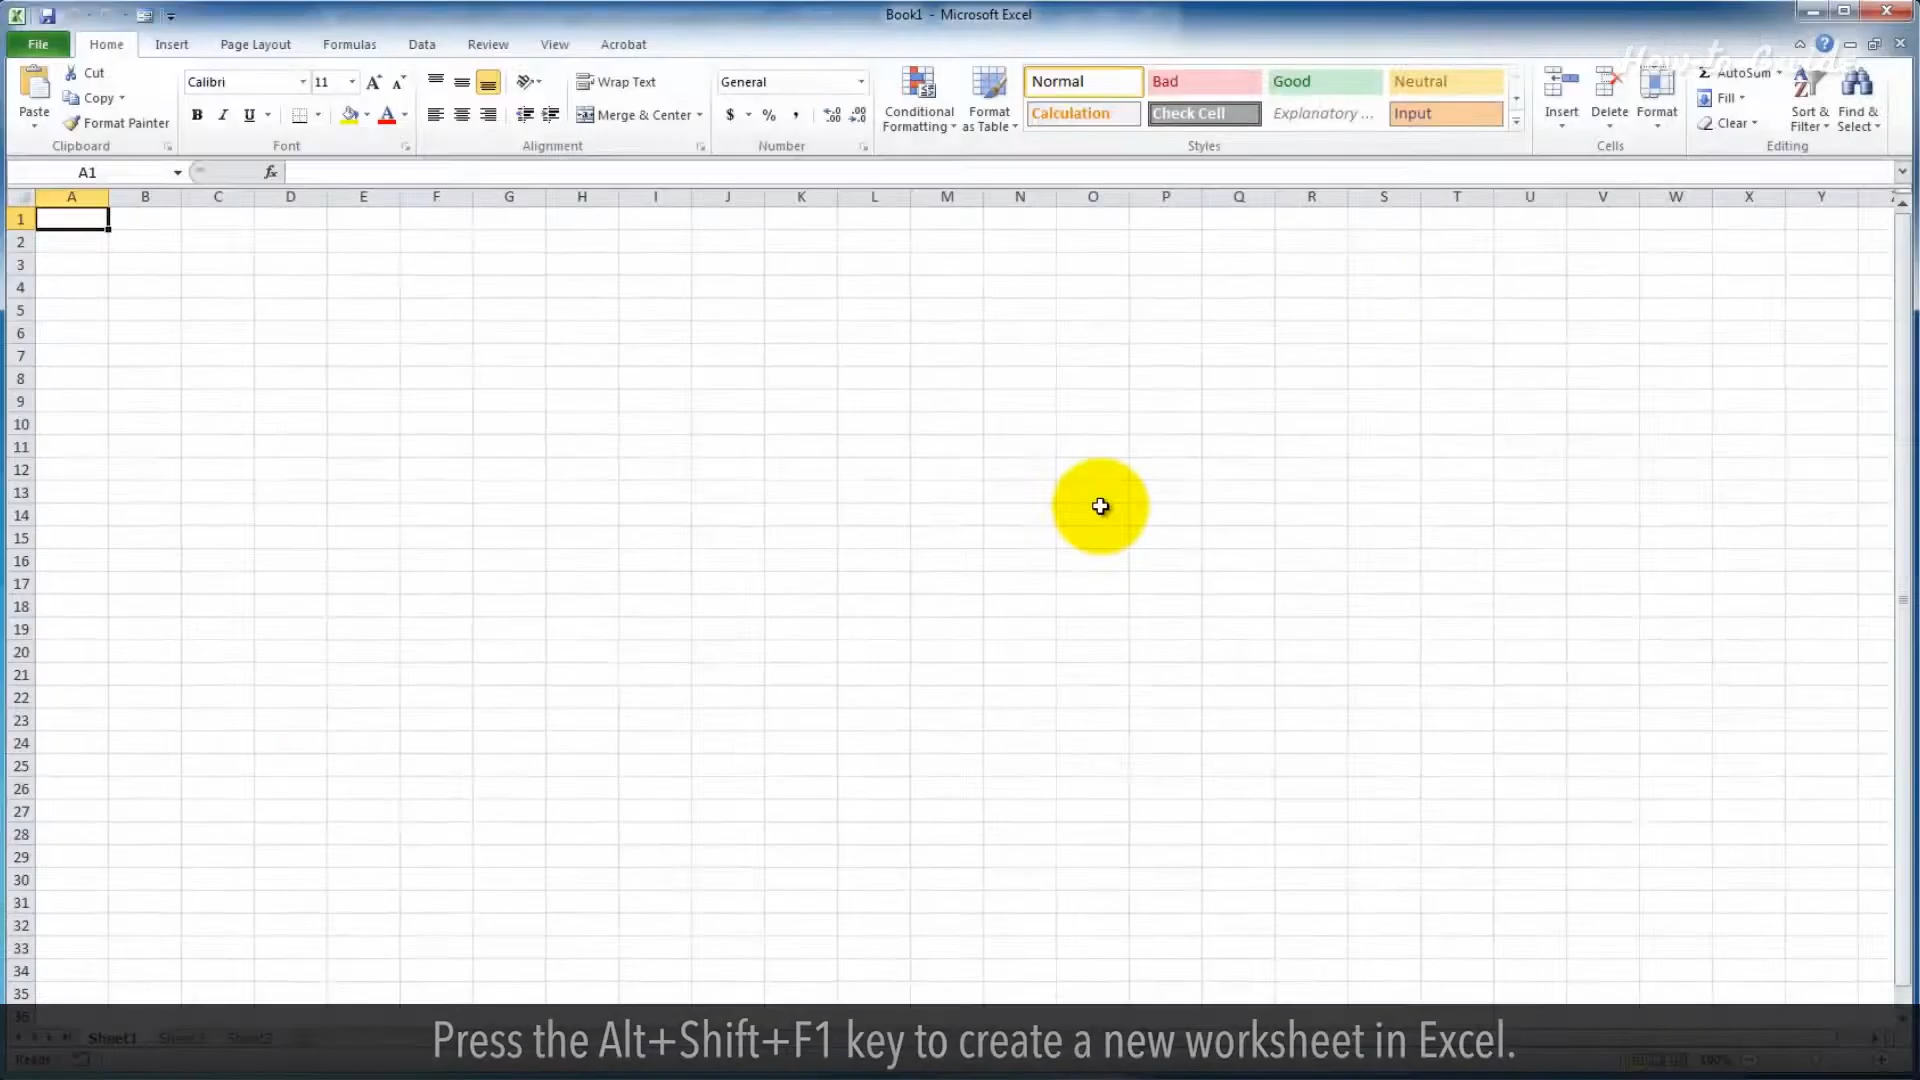 Book1 - Microsoft Excel
File Home Insert Page Layout Formulas Data Review View Acrobat
How to Guide
Paste
Cut
Copy
Format Painter
Clipboard
Calibri 11
B I U
Font
Wrap Text
Merge & Center
Alignment
General
$ % ,
Number
Conditional Formatting
Format as Table
Normal Bad Good Neutral
Calculation Check Cell Explanatory ... Input
Styles
Insert Delete Format
Cells
Σ AutoSum
Fill
Clear
Sort & Filter
Find & Select
Editing
A1 fx
A B C D E F G H I J K L M N O P Q R S T U V W X Y
1
2
3
4
5
6
7
8
9
10
11
12
13
14
15
16
17
18
19
20
21
22
23
24
25
26
27
28
29
30
31
32
33
34
35
36
Sheet1 Sheet2 Sheet3
Ready 100%
Press the Alt+Shift+F1 key to create a new worksheet in Excel.